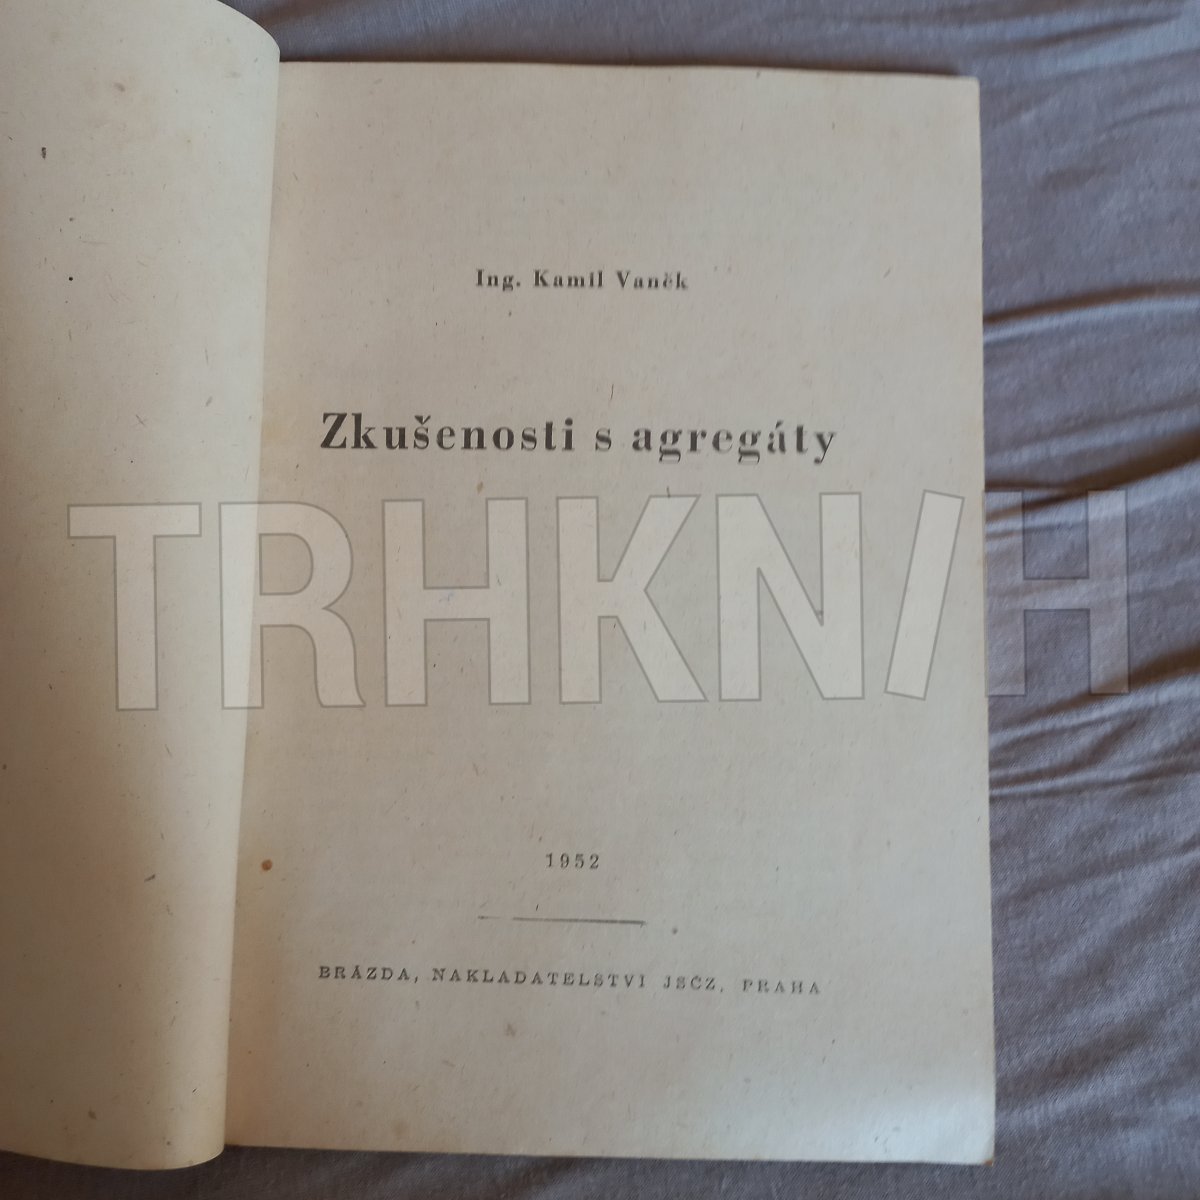 Ing. Kamil Vaněk
Zkušenosti s agregáty
TRHKNIH
1952
BRÁZDA, NAKLADATELSTVÍ JSČZ, PRAHA